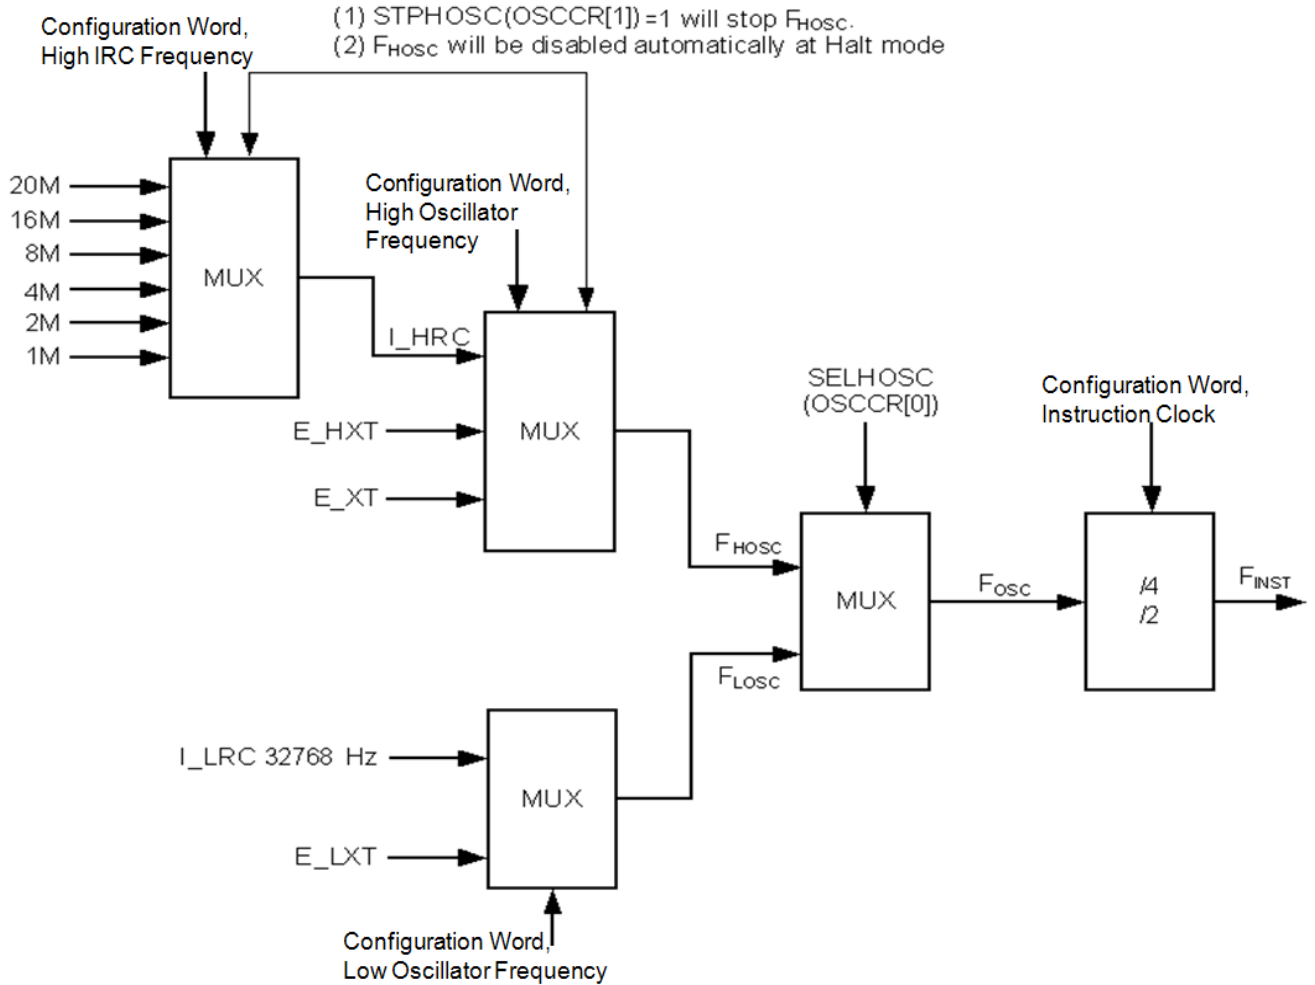 (1) STPHOSC(OSCCR[1])=1 will stop FHOSC.
(2) FHOSC will be disabled automatically at Halt mode
Configuration Word,
High IRC Frequency
20M
16M
8M
4M
2M
1M
MUX
Configuration Word,
High Oscillator
Frequency
I_HRC
E_HXT
E_XT
MUX
SELHOSC
(OSCCR[0])
Configuration Word,
Instruction Clock
FHOSC
FLOSC
MUX
FOSC
/4
/2
FINST
I_LRC 32768 Hz
E_LXT
MUX
Configuration Word,
Low Oscillator Frequency